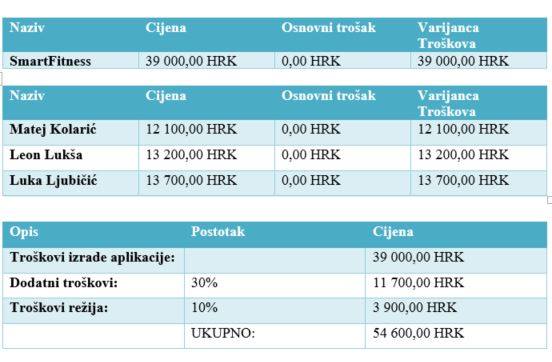 Naziv Cijena Osnovni trošak Varijanca
Troškova
SmartFitness 39 000,00 HRK 0,00 HRK 39 000,00 HRK
Naziv Cijena Osnovni trošak Varijanca
Troškova
Matej Kolarić 12 100,00 HRK 0,00 HRK 12 100,00 HRK
Leon Lukša 13 200,00 HRK 0,00 HRK 13 200,00 HRK
Luka Ljubičić 13 700,00 HRK 0,00 HRK 13 700,00 HRK
Opis Postotak Cijena
Troškovi izrade aplikacije: 39 000,00 HRK
Dodatni troškovi: 30% 11 700,00 HRK
Troškovi režija: 10% 3 900,00 HRK
UKUPNO: 54 600,00 HRK